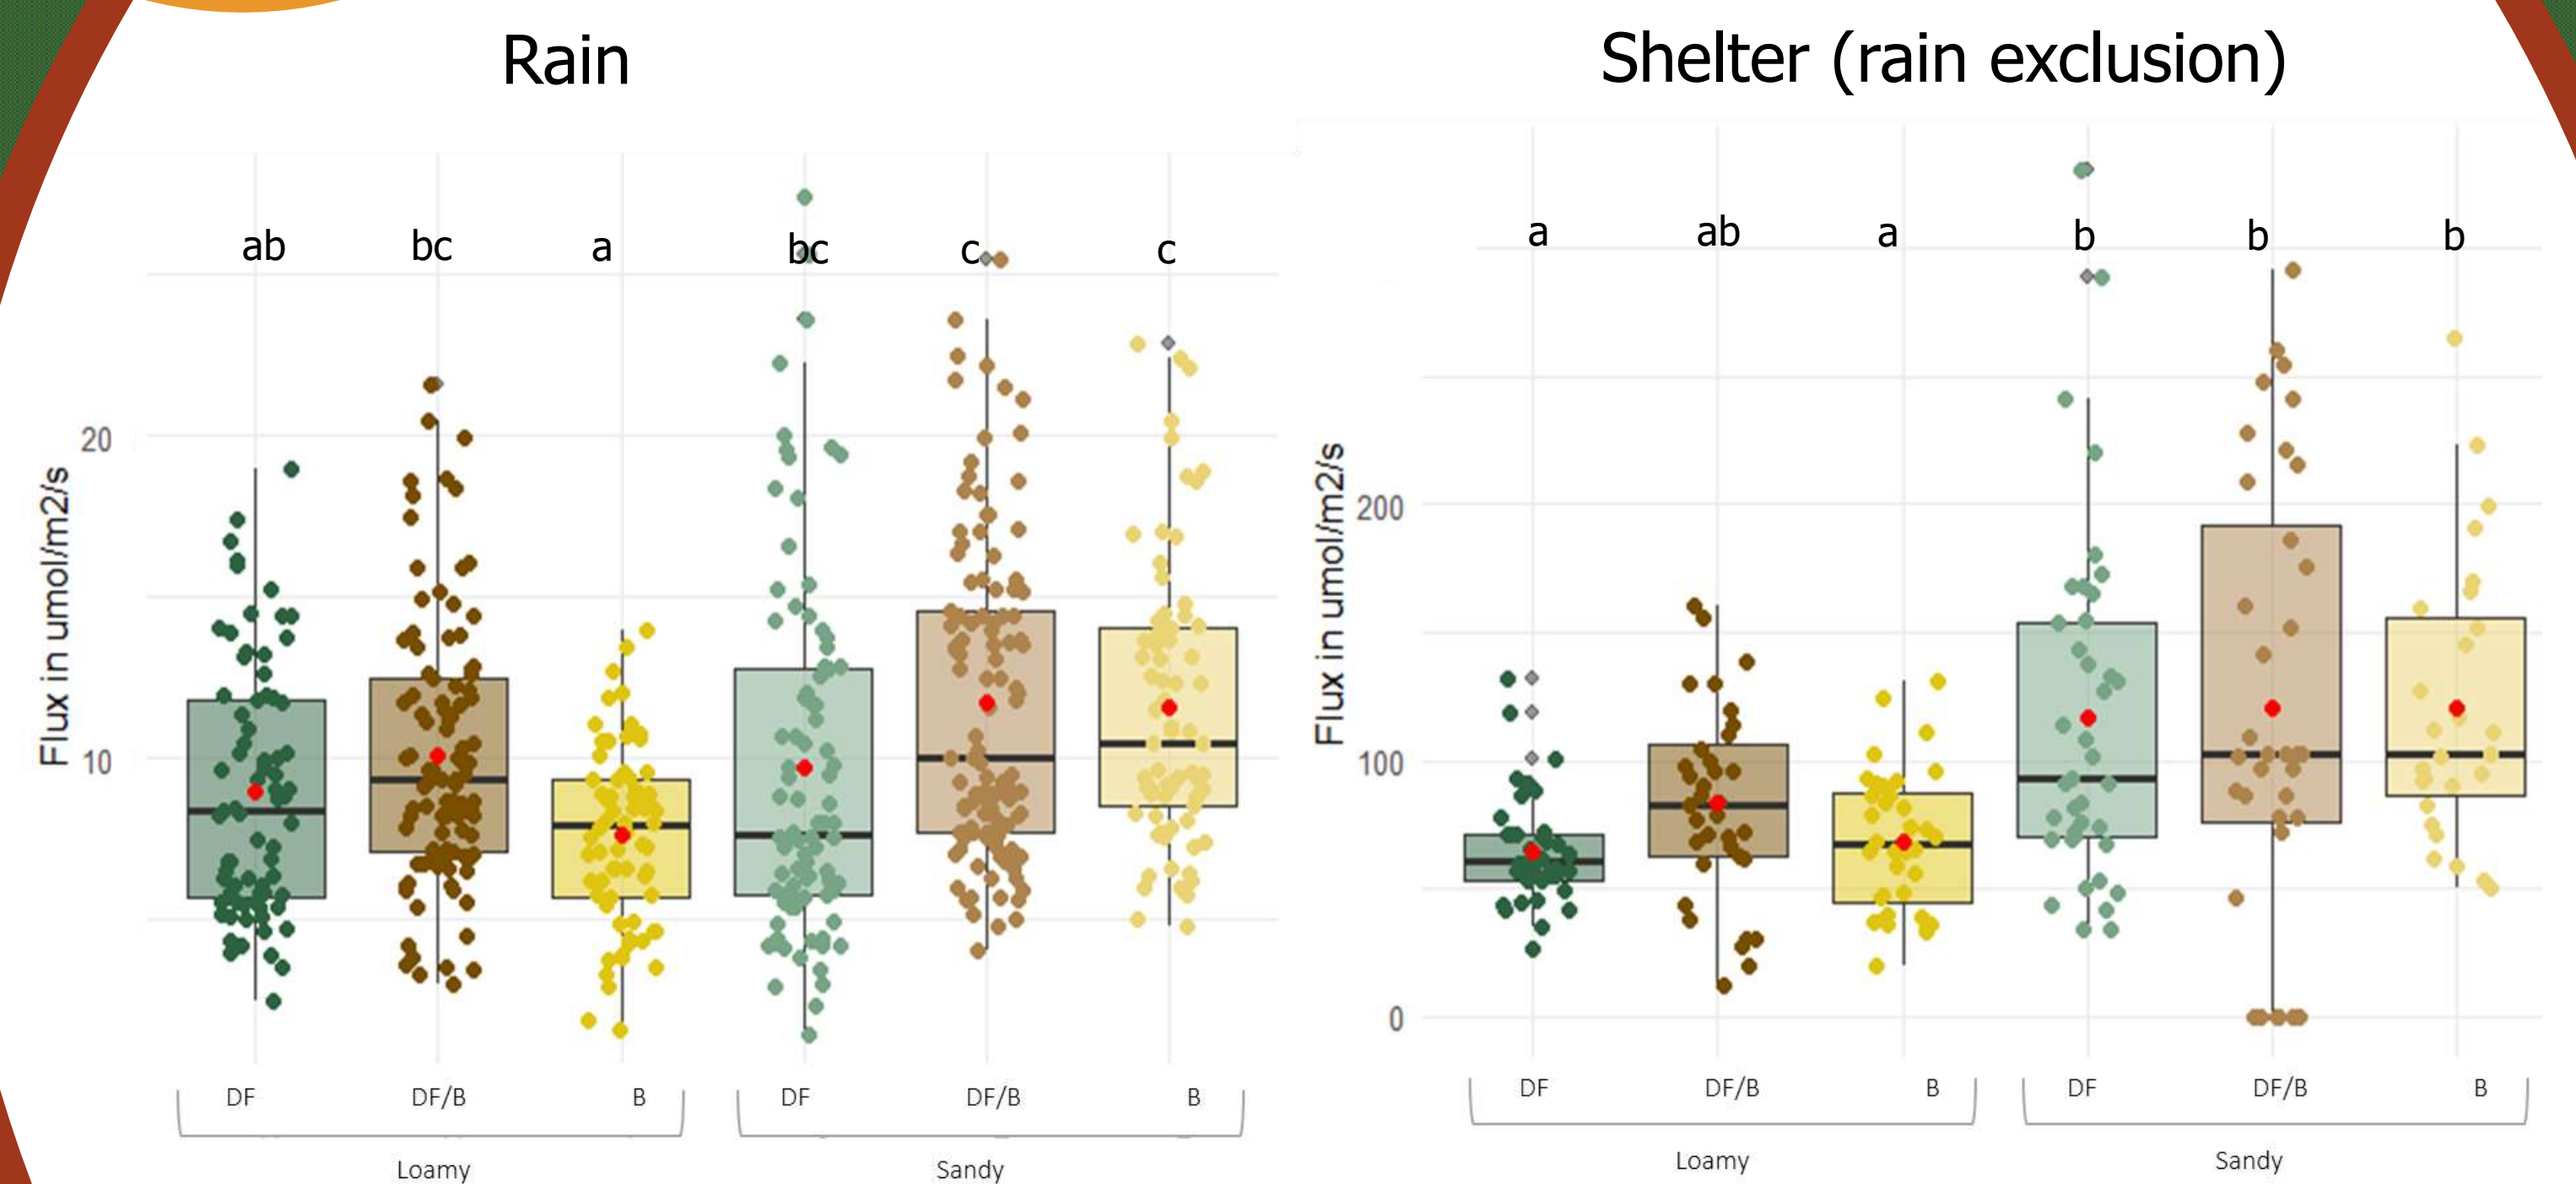 Rain
ab bc a bc c c
Flux in umol/m2/s
20
10
DF DF/B B DF DF/B B
Loamy Sandy
Shelter (rain exclusion)
a ab a b b b
Flux in umol/m2/s
200
100
0
DF DF/B B DF DF/B B
Loamy Sandy